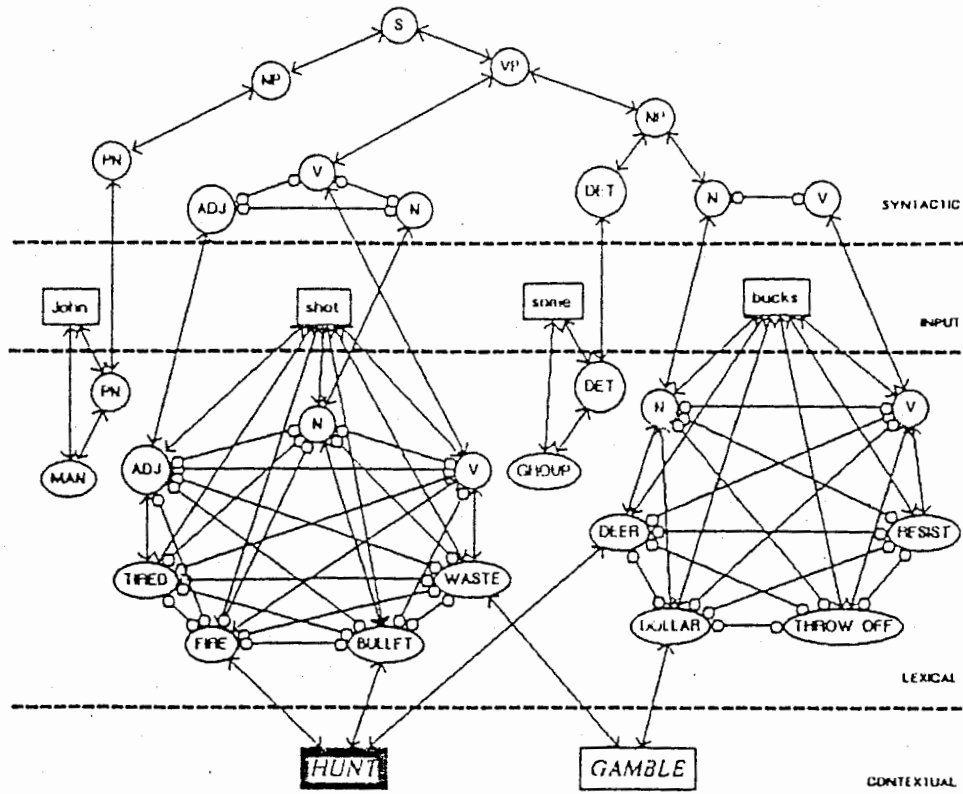 S
NP
VP
NP
PN
V
DET
ADJ
N
N
V
SYNTACTIC
John
shot
some
bucks
INPUT
PN
DET
N
V
N
ADJ
V
MAN
GROUP
DEER
RESIST
TIRED
WASTE
DOLLAR
THROW OFF
FIRE
BULLET
LEXICAL
HUNT
GAMBLE
CONTEXTUAL